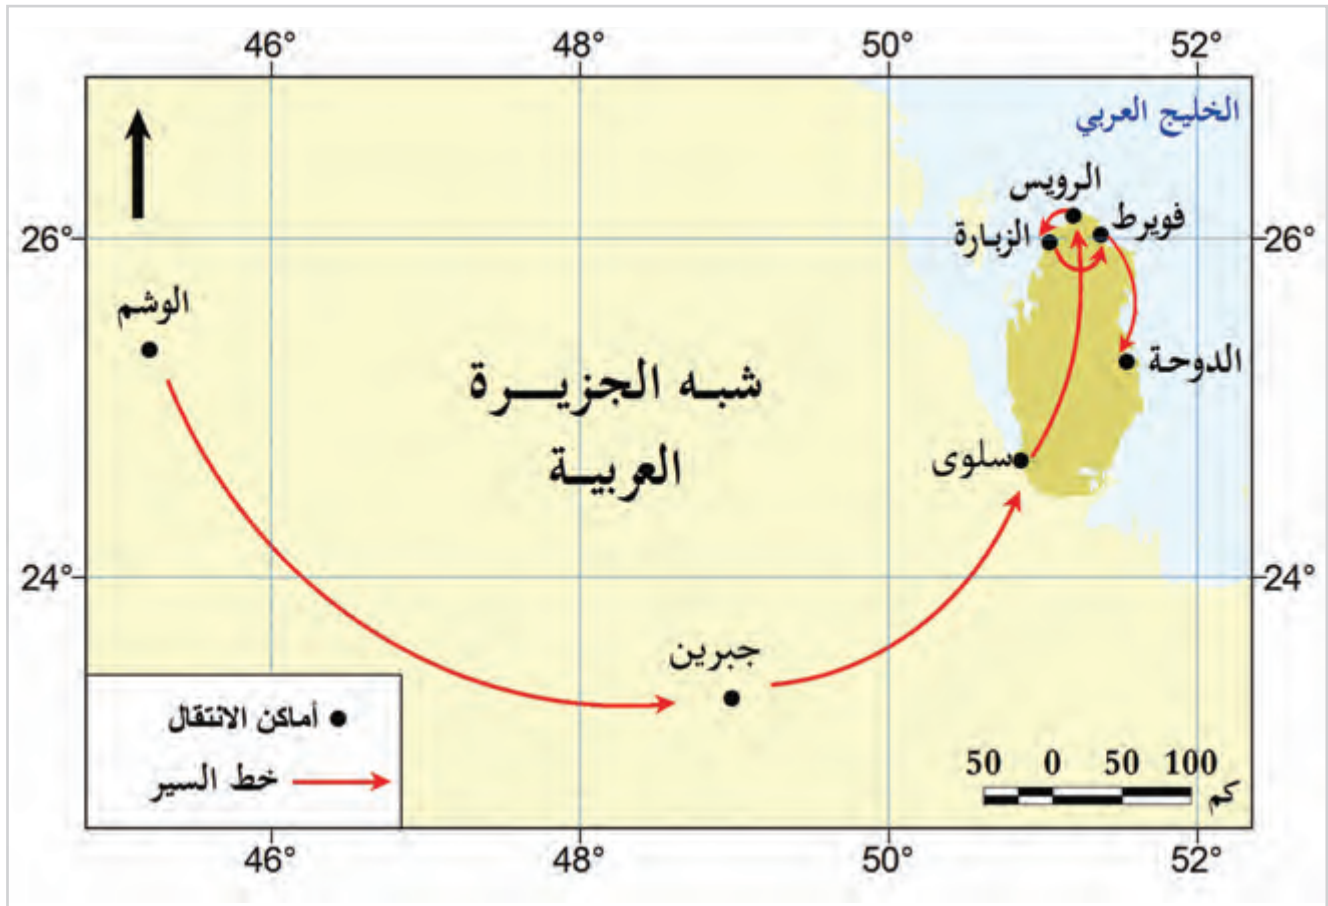 46° 48° 50° 52°
الخليج العربي
الرويس
فويرط
26° الزبارة 26°
الوشم
الدوحة
شبه الجزيرة
العربية
سلوى
24° 24°
جبرين
أماكن الانتقال
خط السير
50 0 50 100
كم
46° 48° 50° 52°